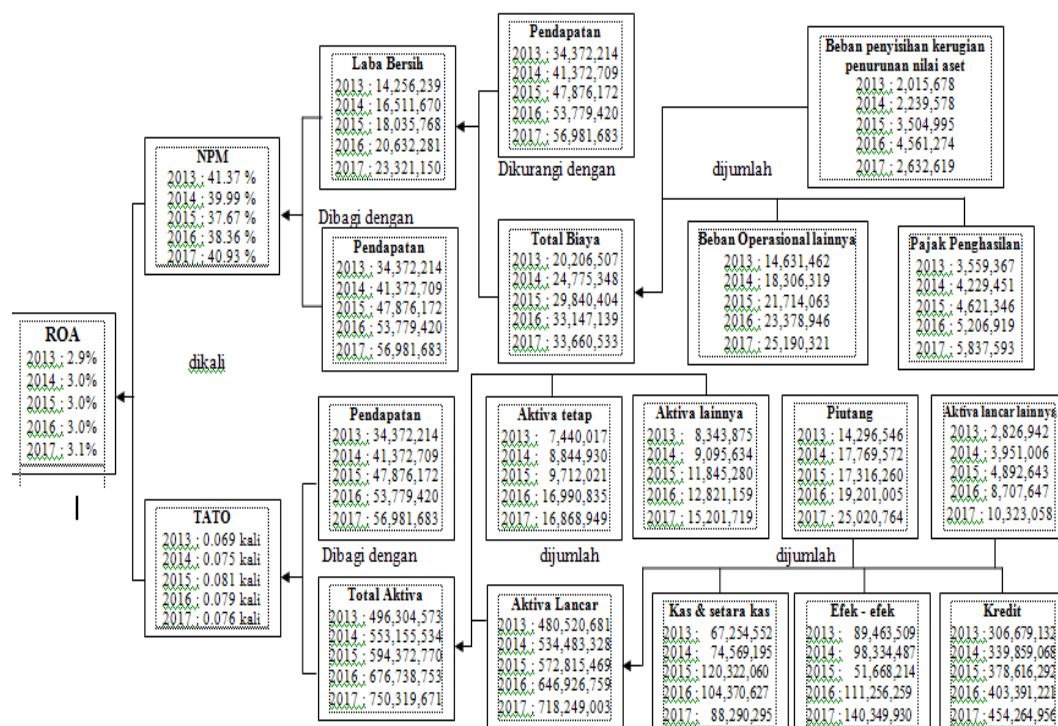 Pendapatan
2013 : 34,372,214
2014 : 41,372,709
2015 : 47,876,172
2016 : 53,779,420
2017 : 56,981,683
Beban penyisihan kerugian
penurunan nilai aset
2013 : 2,015,678
2014 : 2,239,578
2015 : 3,504,995
2016 : 4,561,274
2017 : 2,632,619
Laba Bersih
2013 : 14,256,239
2014 : 16,511,670
2015 : 18,035,768
2016 : 20,632,281
2017 : 23,321,150
NPM
2013 : 41.37 %
2014 : 39.99 %
2015 : 37.67 %
2016 : 38.36 %
2017 : 40.93 %
Dikurangi dengan
dijumlah
Dibagi dengan
Pendapatan
2013 : 34,372,214
2014 : 41,372,709
2015 : 47,876,172
2016 : 53,779,420
2017 : 56,981,683
Total Biaya
2013 : 20,206,507
2014 : 24,775,348
2015 : 29,840,404
2016 : 33,147,139
2017 : 33,660,533
Beban Operasional lainnya
2013 : 14,631,462
2014 : 18,306,319
2015 : 21,714,063
2016 : 23,378,946
2017 : 25,190,321
Pajak Penghasilan
2013 : 3,559,367
2014 : 4,229,451
2015 : 4,621,346
2016 : 5,206,919
2017 : 5,837,593
ROA
2013 : 2.9%
2014 : 3.0%
2015 : 3.0%
2016 : 3.0%
2017 : 3.1%
dikali
Pendapatan
2013 : 34,372,214
2014 : 41,372,709
2015 : 47,876,172
2016 : 53,779,420
2017 : 56,981,683
Aktiva tetap
2013 : 7,440,017
2014 : 8,844,930
2015 : 9,712,021
2016 : 16,990,835
2017 : 16,868,949
Aktiva lainnya
2013 : 8,343,875
2014 : 9,095,634
2015 : 11,845,280
2016 : 12,821,159
2017 : 15,201,719
Piutang
2013 : 14,296,546
2014 : 17,769,572
2015 : 17,316,260
2016 : 19,201,005
2017 : 25,020,764
Aktiva lancar lainnya
2013 : 2,826,942
2014 : 3,951,006
2015 : 4,892,643
2016 : 8,707,647
2017 : 10,323,058
TATO
2013 : 0.069 kali
2014 : 0.075 kali
2015 : 0.081 kali
2016 : 0.079 kali
2017 : 0.076 kali
Dibagi dengan
dijumlah
dijumlah
Total Aktiva
2013 : 496,304,573
2014 : 553,155,534
2015 : 594,372,770
2016 : 676,738,753
2017 : 750,319,671
Aktiva Lancar
2013 : 480,520,681
2014 : 534,483,328
2015 : 572,815,469
2016 : 646,926,759
2017 : 718,249,003
Kas & setara kas
2013 : 67,254,552
2014 : 74,569,195
2015 : 120,322,060
2016 : 104,370,627
2017 : 88,290,295
Efek - efek
2013 : 89,463,509
2014 : 98,334,487
2015 : 51,668,214
2016 : 111,256,259
2017 : 140,349,930
Kredit
2013 : 306,679,132
2014 : 339,859,068
2015 : 378,616,292
2016 : 403,391,221
2017 : 454,264,956